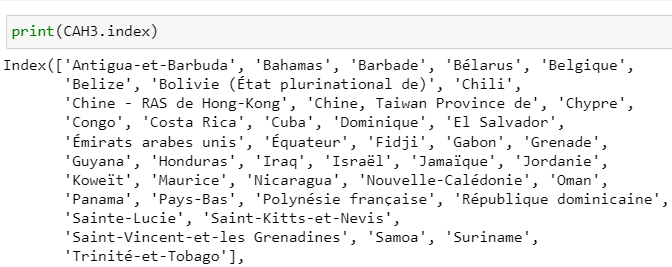 print(CAH3.index)
Index(['Antigua-et-Barbuda', 'Bahamas', 'Barbade', 'Bélarus', 'Belgique',
'Belize', 'Bolivie (État plurinational de)', 'Chili',
'Chine - RAS de Hong-Kong', 'Chine, Taiwan Province de', 'Chypre',
'Congo', 'Costa Rica', 'Cuba', 'Dominique', 'El Salvador',
'Émirats arabes unis', 'Équateur', 'Fidji', 'Gabon', 'Grenade',
'Guyana', 'Honduras', 'Iraq', 'Israël', 'Jamaïque', 'Jordanie',
'Koweït', 'Maurice', 'Nicaragua', 'Nouvelle-Calédonie', 'Oman',
'Panama', 'Pays-Bas', 'Polynésie française', 'République dominicaine',
'Sainte-Lucie', 'Saint-Kitts-et-Nevis',
'Saint-Vincent-et-les Grenadines', 'Samoa', 'Suriname',
'Trinité-et-Tobago'],